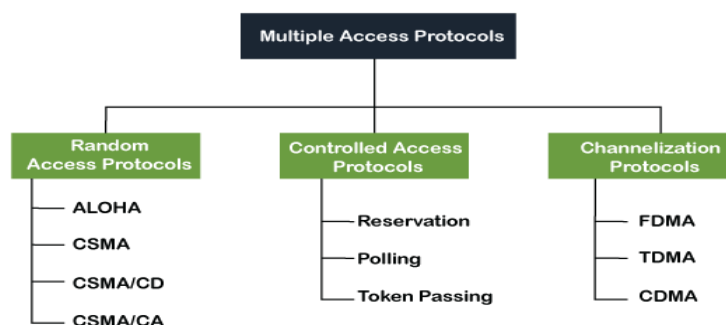 Multiple Access Protocols
Random
Access Protocols
ALOHA
CSMA
CSMA/CD
CSMA/CA
Controlled Access
Protocols
Reservation
Polling
Token Passing
Channelization
Protocols
FDMA
TDMA
CDMA